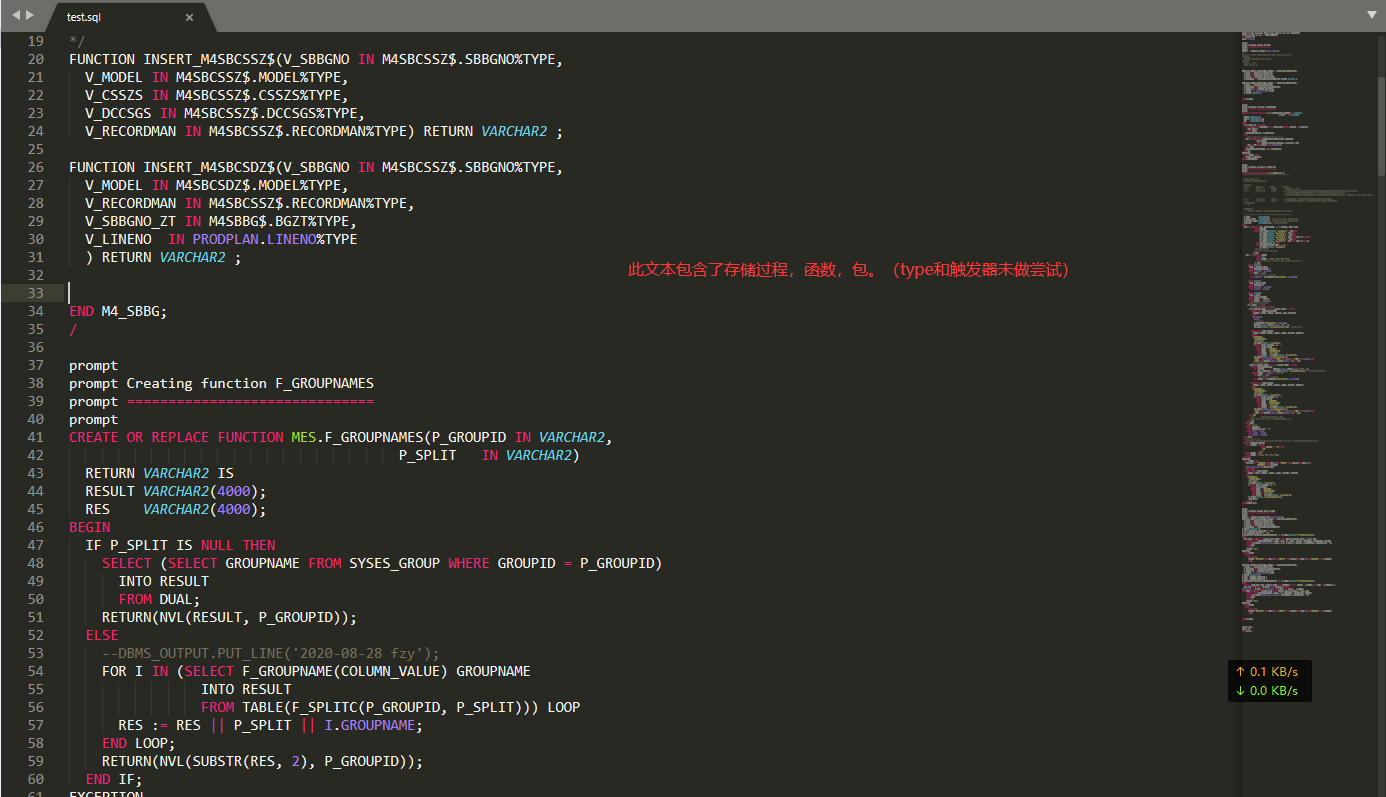 test.sql ×
19 */
20 FUNCTION INSERT_M4SBCSSZ$(V_SBBGNO IN M4SBCSSZ$.SBBGNO%TYPE,
21 V_MODEL IN M4SBCSSZ$.MODEL%TYPE,
22 V_CSSZS IN M4SBCSSZ$.CSSZS%TYPE,
23 V_DCCSGS IN M4SBCSSZ$.DCCSGS%TYPE,
24 V_RECORDMAN IN M4SBCSSZ$.RECORDMAN%TYPE) RETURN VARCHAR2 ;
25
26 FUNCTION INSERT_M4SBCSDZ$(V_SBBGNO IN M4SBCSSZ$.SBBGNO%TYPE,
27 V_MODEL IN M4SBCSDZ$.MODEL%TYPE,
28 V_RECORDMAN IN M4SBCSSZ$.RECORDMAN%TYPE,
29 V_SBBGNO_ZT IN M4SBBG$.BGZT%TYPE,
30 V_LINENO IN PRODPLAN.LINENO%TYPE
31 ) RETURN VARCHAR2 ;
此文本包含了存储过程，函数，包。（type和触发器未做尝试）
32
33
34 END M4_SBBG;
35 /
36
37 prompt
38 prompt Creating function F_GROUPNAMES
39 prompt ==============================
40 prompt
41 CREATE OR REPLACE FUNCTION MES.F_GROUPNAMES(P_GROUPID IN VARCHAR2,
42 P_SPLIT IN VARCHAR2)
43 RETURN VARCHAR2 IS
44 RESULT VARCHAR2(4000);
45 RES VARCHAR2(4000);
46 BEGIN
47 IF P_SPLIT IS NULL THEN
48 SELECT (SELECT GROUPNAME FROM SYSES_GROUP WHERE GROUPID = P_GROUPID)
49 INTO RESULT
50 FROM DUAL;
51 RETURN(NVL(RESULT, P_GROUPID));
52 ELSE
53 --DBMS_OUTPUT.PUT_LINE('2020-08-28 fzy');
54 FOR I IN (SELECT F_GROUPNAME(COLUMN_VALUE) GROUPNAME
55 INTO RESULT
56 FROM TABLE(F_SPLITC(P_GROUPID, P_SPLIT))) LOOP
57 RES := RES || P_SPLIT || I.GROUPNAME;
58 END LOOP;
59 RETURN(NVL(SUBSTR(RES, 2), P_GROUPID));
60 END IF;
61 EXCEPTION
↑ 0.1 KB/s
↓ 0.0 KB/s